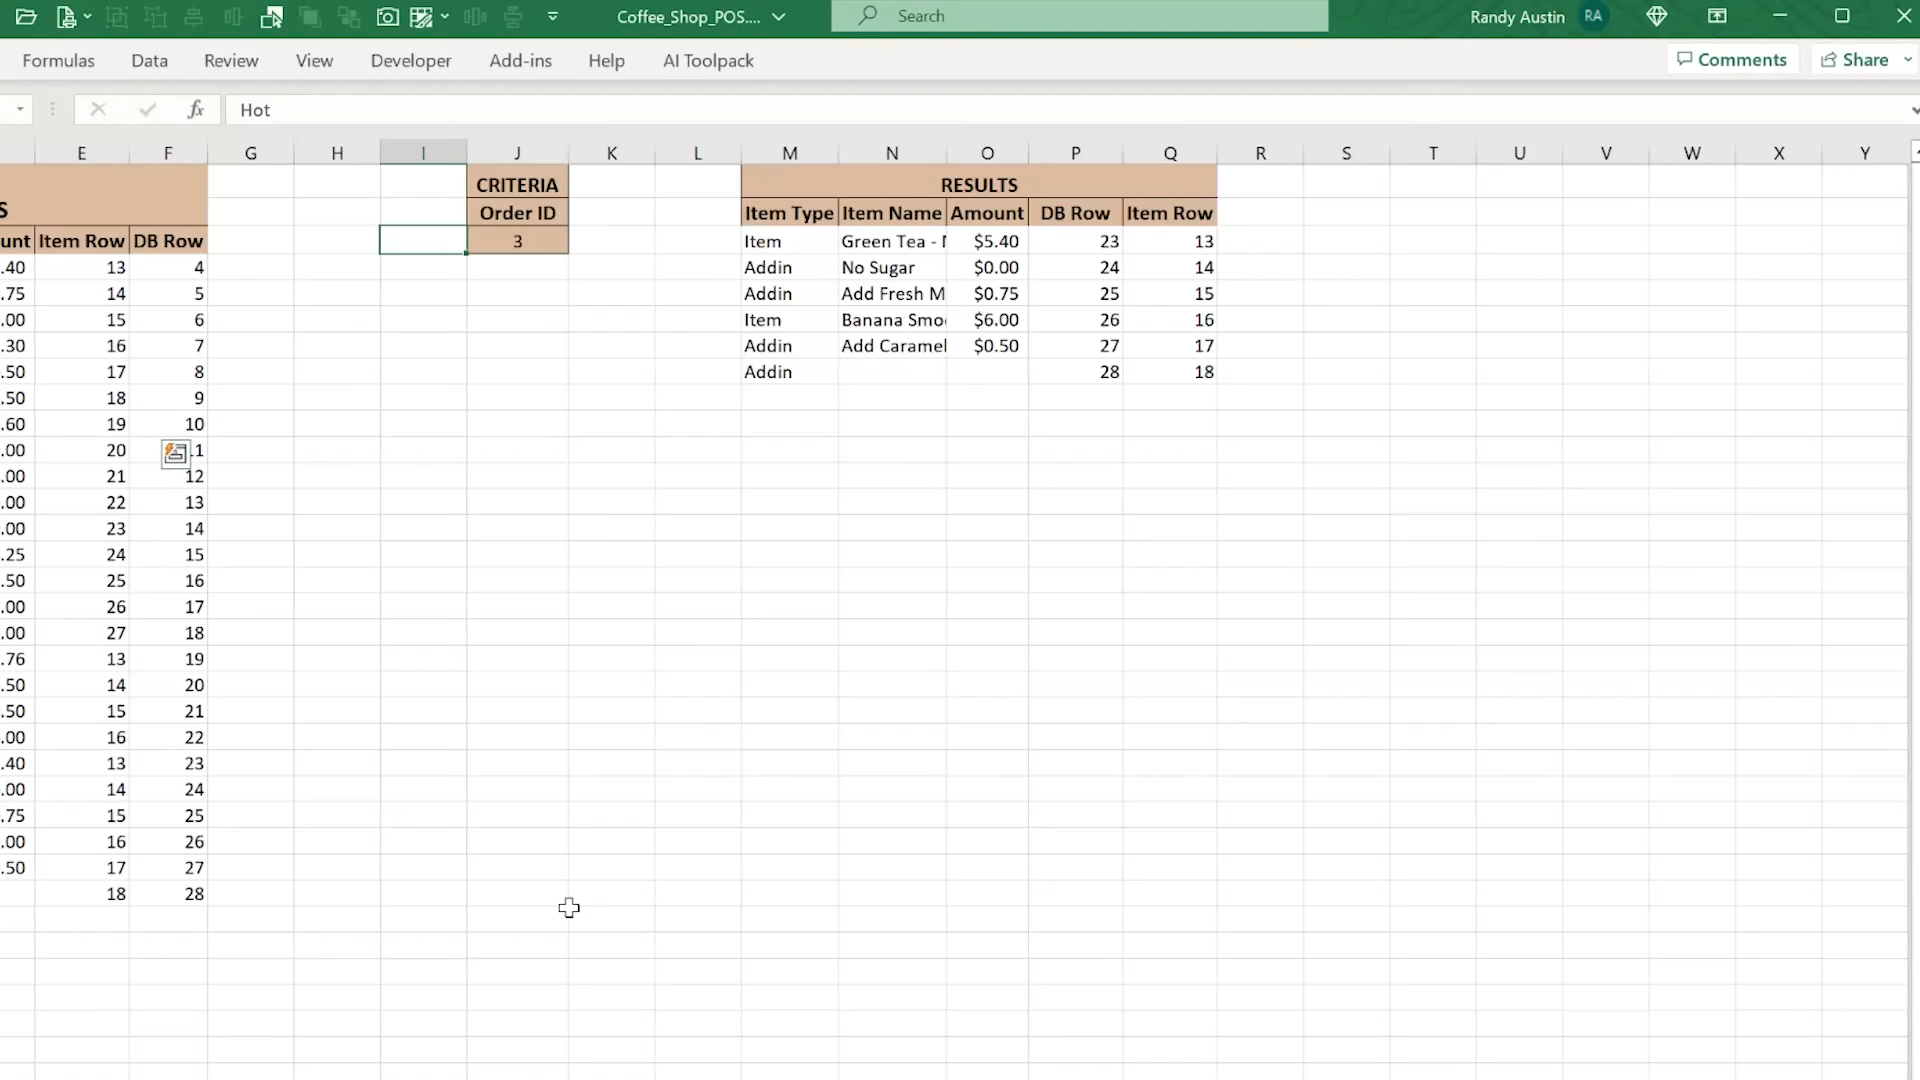 Coffee_Shop_POS.... Search Randy Austin RA
Formulas Data Review View Developer Add-ins Help AI Toolpack Comments Share
fx Hot
E F G H I J K L M N O P Q R S T U V W X Y
CRITERIA RESULTS
S Order ID Item Type Item Name Amount DB Row Item Row
unt Item Row DB Row 3 Item Green Tea - $5.40 23 13
.40 13 4 Addin No Sugar $0.00 24 14
.75 14 5 Addin Add Fresh M $0.75 25 15
.00 15 6 Item Banana Smo $6.00 26 16
.30 16 7 Addin Add Caramel $0.50 27 17
.50 17 8 Addin 28 18
.50 18 9
.60 19 10
.00 20 .1
.00 21 12
.00 22 13
.00 23 14
.25 24 15
.50 25 16
.00 26 17
.00 27 18
.76 13 19
.50 14 20
.50 15 21
.00 16 22
.40 13 23
.00 14 24
.75 15 25
.00 16 26
.50 17 27
18 28